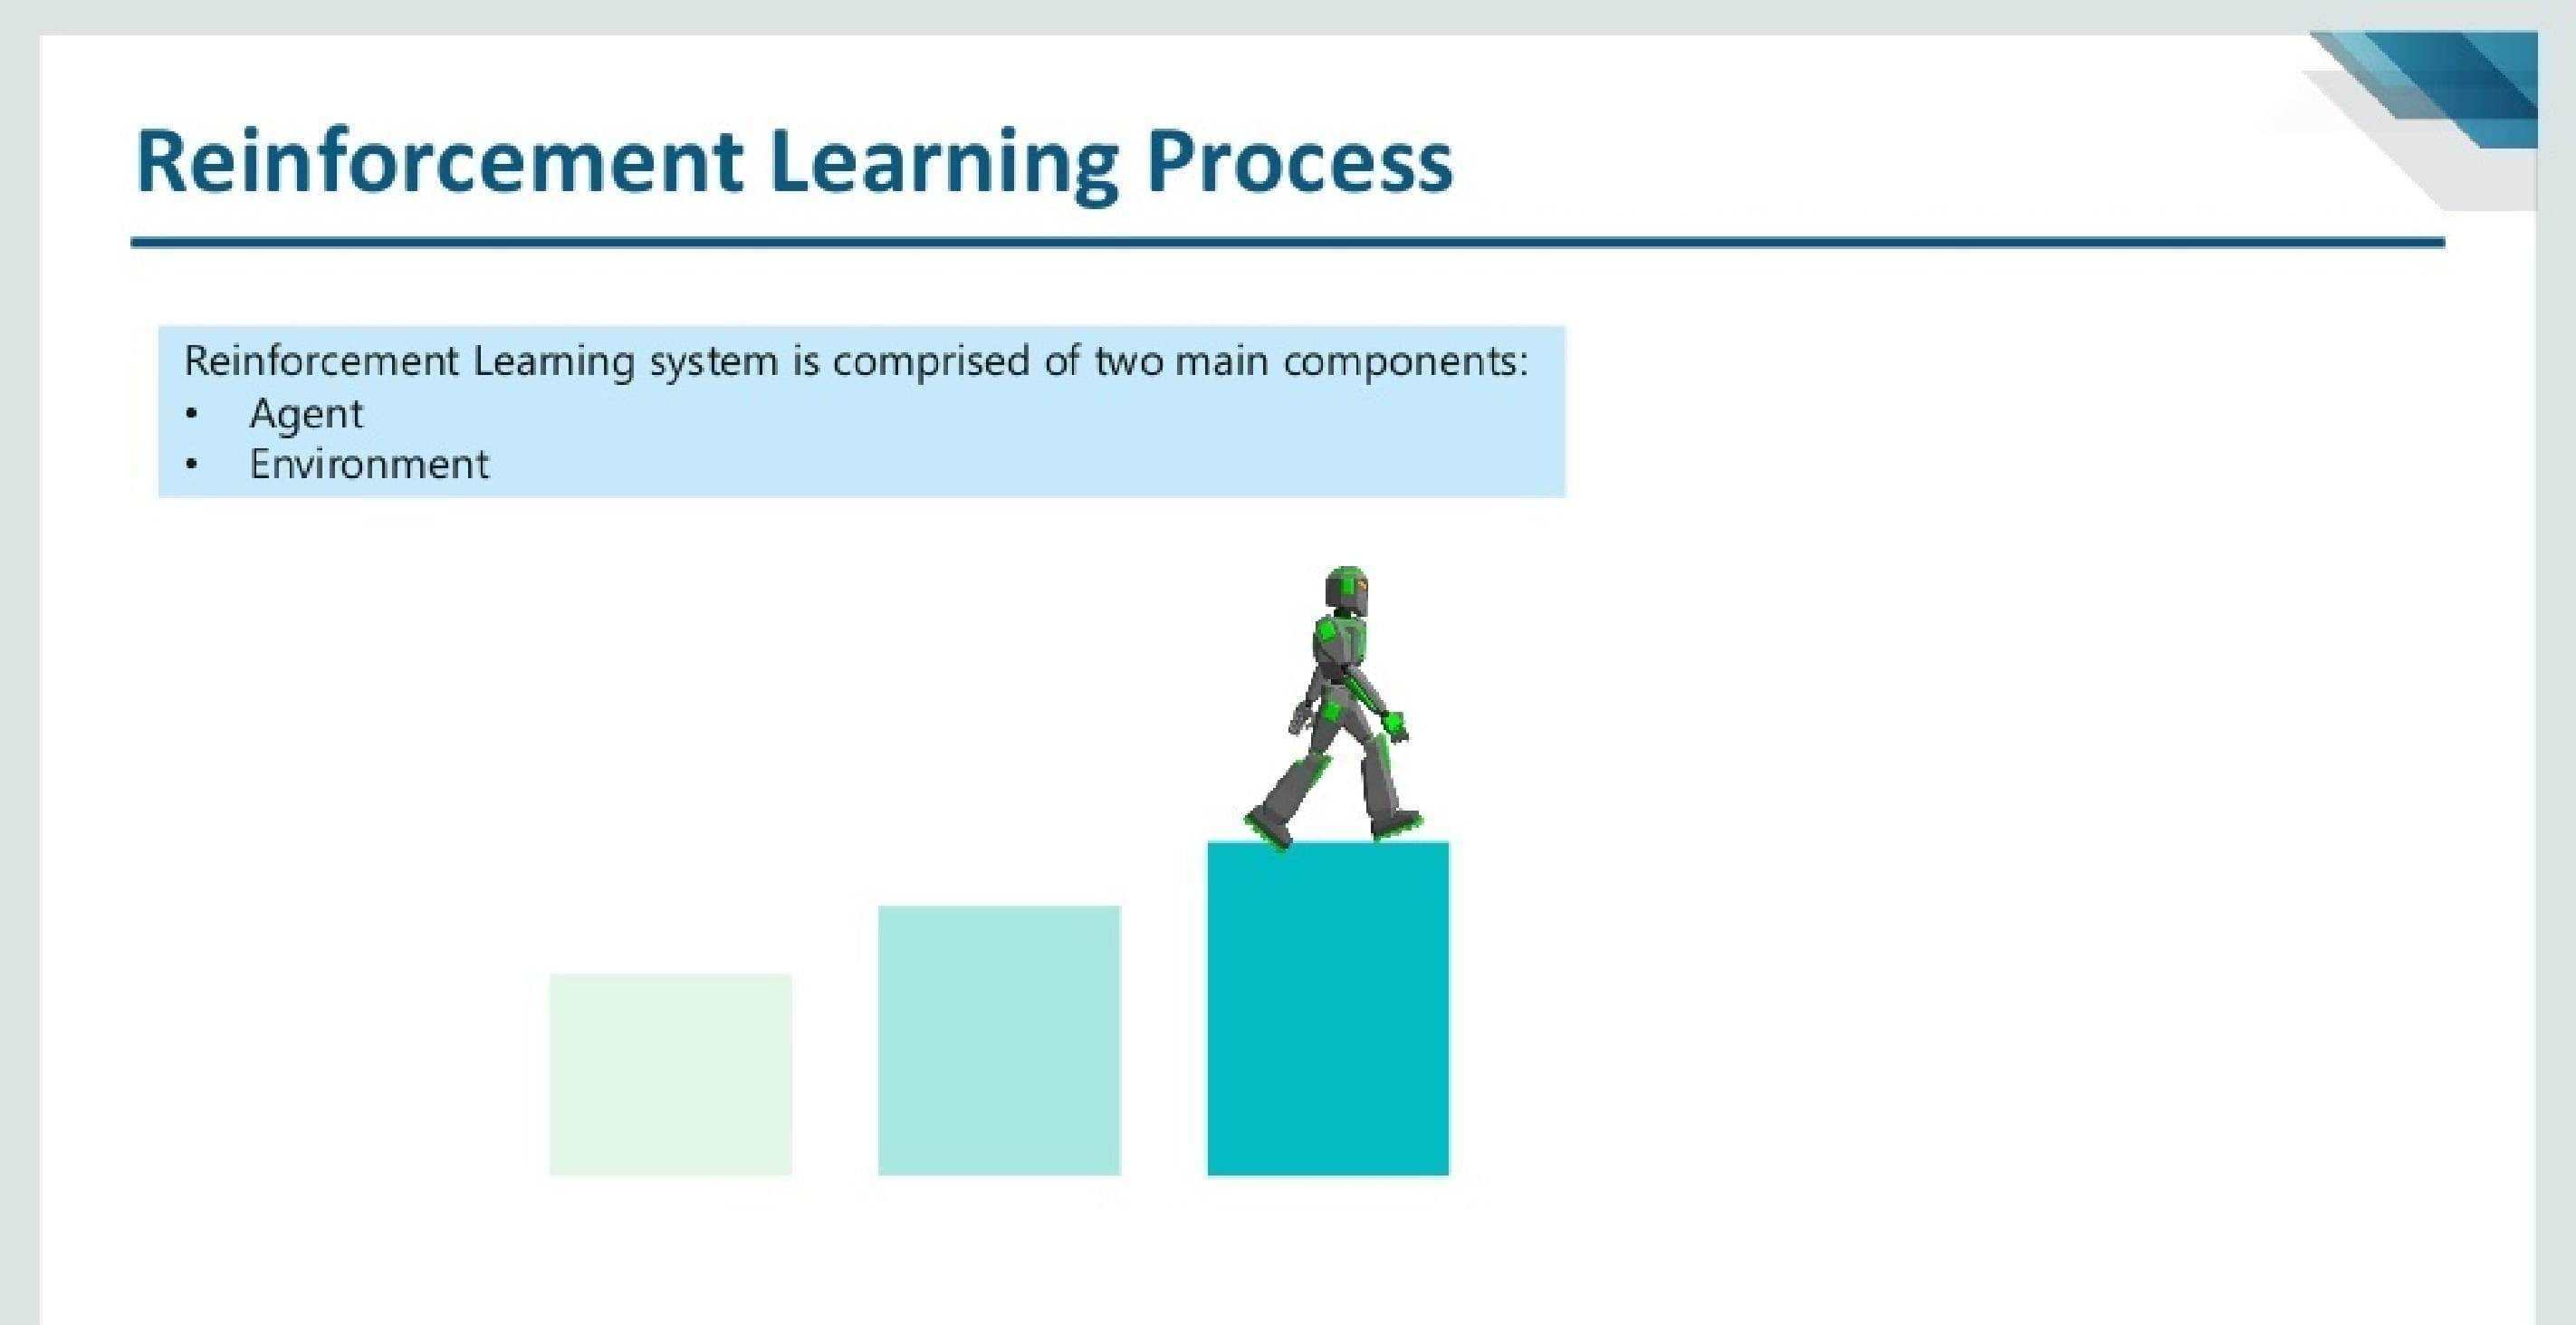 Reinforcement Learning Process
Reinforcement Learning system is comprised of two main components:
• Agent
• Environment